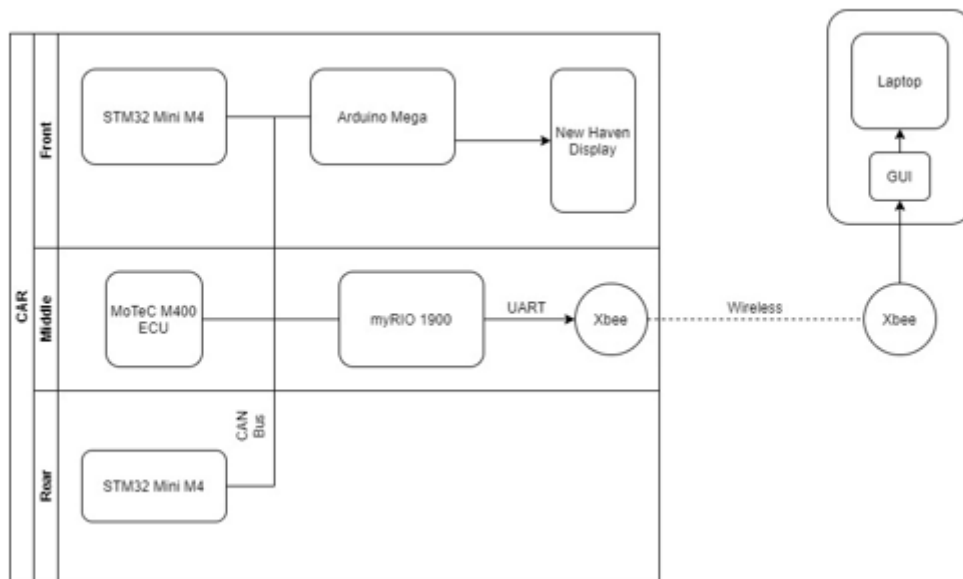 CAR
Front
STM32 Mini M4
Arduino Mega
New Haven
Display
Middle
MoTeC M400
ECU
myRIO 1900
UART
Xbee
Wireless
Xbee
GUI
Laptop
Rear
STM32 Mini M4
CAN
Bus